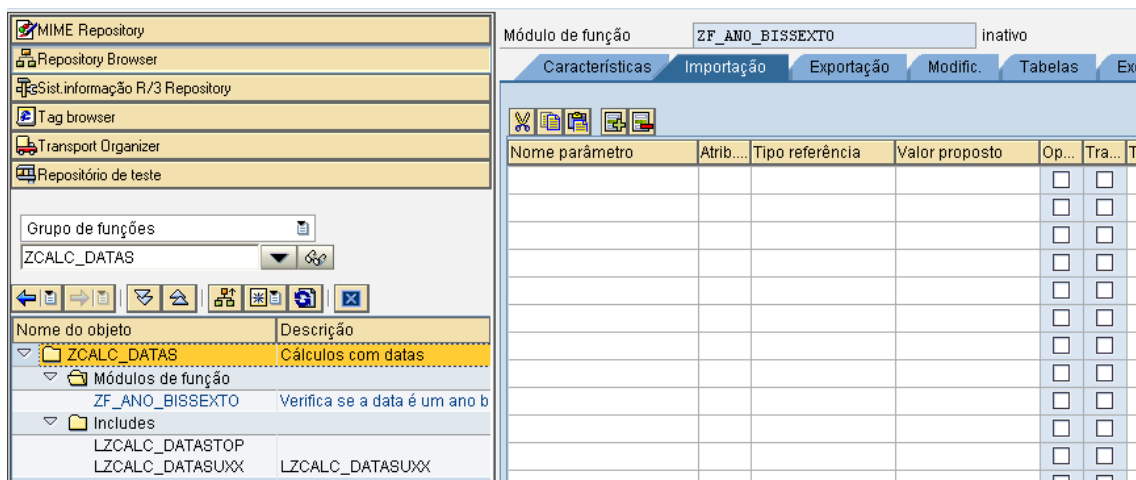 MIME Repository
Repository Browser
Sist.informação R/3 Repository
Tag browser
Transport Organizer
Repositório de teste
Grupo de funções
ZCALC_DATAS
Nome do objeto Descrição
ZCALC_DATAS Cálculos com datas
Módulos de função
ZF_ANO_BISSEXTO Verifica se a data é um ano b
Includes
LZCALC_DATASTOP
LZCALC_DATASUXX LZCALC_DATASUXX
Módulo de função ZF_ANO_BISSEXTO inativo
Características Importação Exportação Modific. Tabelas Ex
Nome parâmetro Atrib.... Tipo referência Valor proposto Op... Tra... T